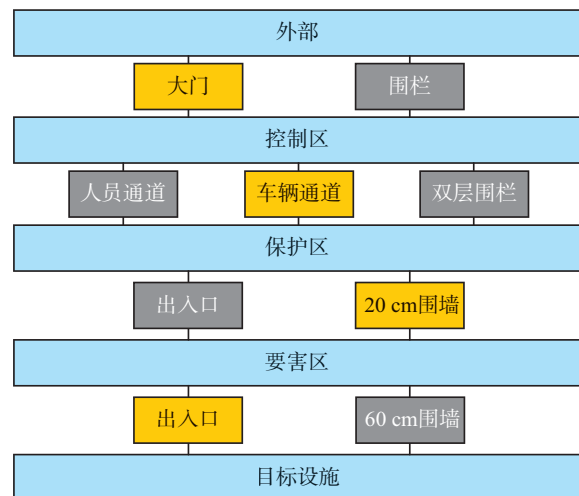 外部
大门 围栏
控制区
人员通道 车辆通道 双层围栏
保护区
出入口 20 cm围墙
要害区
出入口 60 cm围墙
目标设施